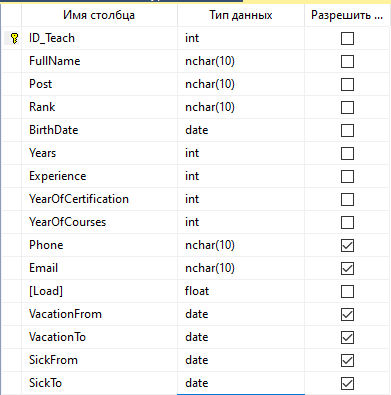 Имя столбца Тип данных Разрешить ...
ID_Teach int
FullName nchar(10)
Post nchar(10)
Rank nchar(10)
BirthDate date
Years int
Experience int
YearOfCertification int
YearOfCourses int
Phone nchar(10)
Email nchar(10)
[Load] float
VacationFrom date
VacationTo date
SickFrom date
SickTo date